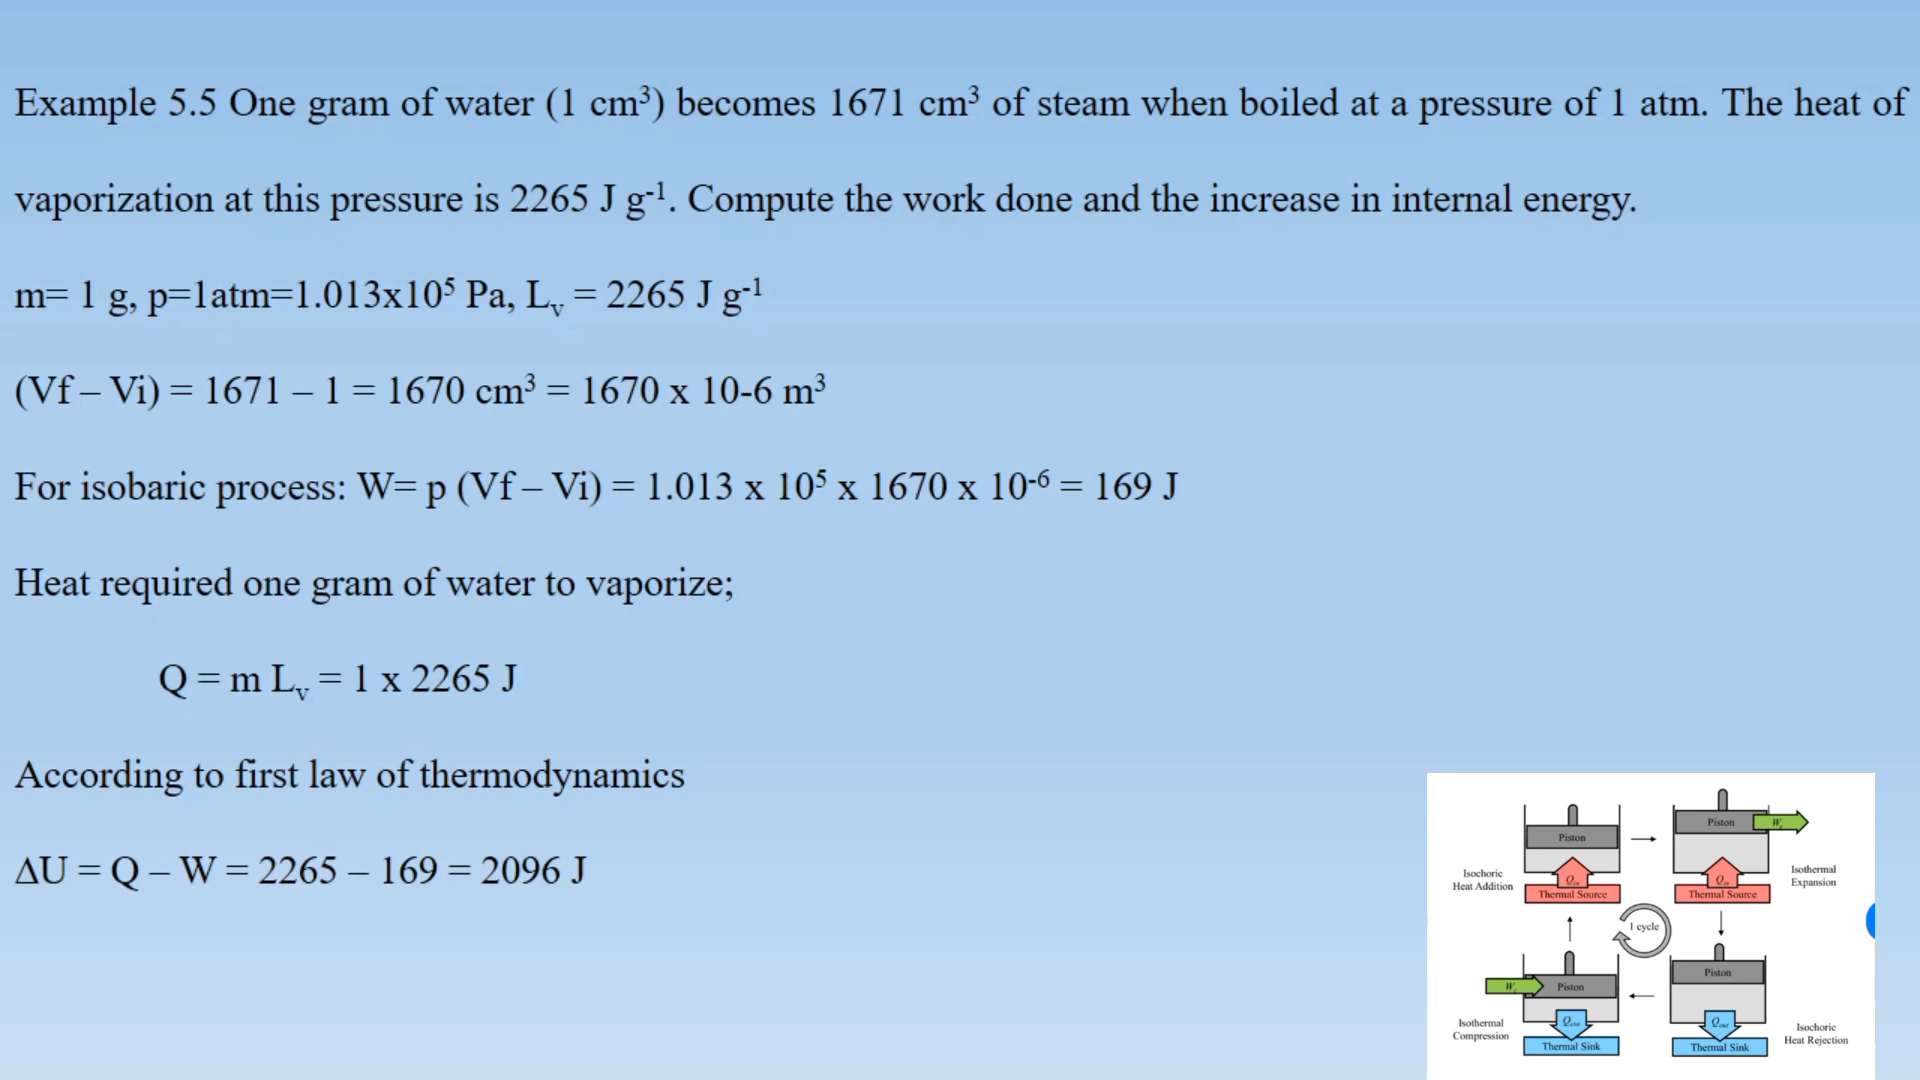 Example 5.5 One gram of water (1 cm³) becomes 1671 cm³ of steam when boiled at a pressure of 1 atm. The heat of
vaporization at this pressure is 2265 J g⁻¹. Compute the work done and the increase in internal energy.
m= 1 g, p=1atm=1.013x10⁵ Pa, Lᵥ = 2265 J g⁻¹
(Vf – Vi) = 1671 – 1 = 1670 cm³ = 1670 x 10-6 m³
For isobaric process: W= p (Vf – Vi) = 1.013 x 10⁵ x 1670 x 10⁻⁶ = 169 J
Heat required one gram of water to vaporize;
Q = m Lᵥ = 1 x 2265 J
According to first law of thermodynamics
ΔU = Q – W = 2265 – 169 = 2096 J
Piston
Piston
Isochoric
Heat Addition
Q_in
Thermal Source
Q_in
Thermal Source
Isothermal
Expansion
1 cycle
Piston
Piston
Isothermal
Compression
Q_out
Thermal Sink
Q_out
Thermal Sink
Isochoric
Heat Rejection